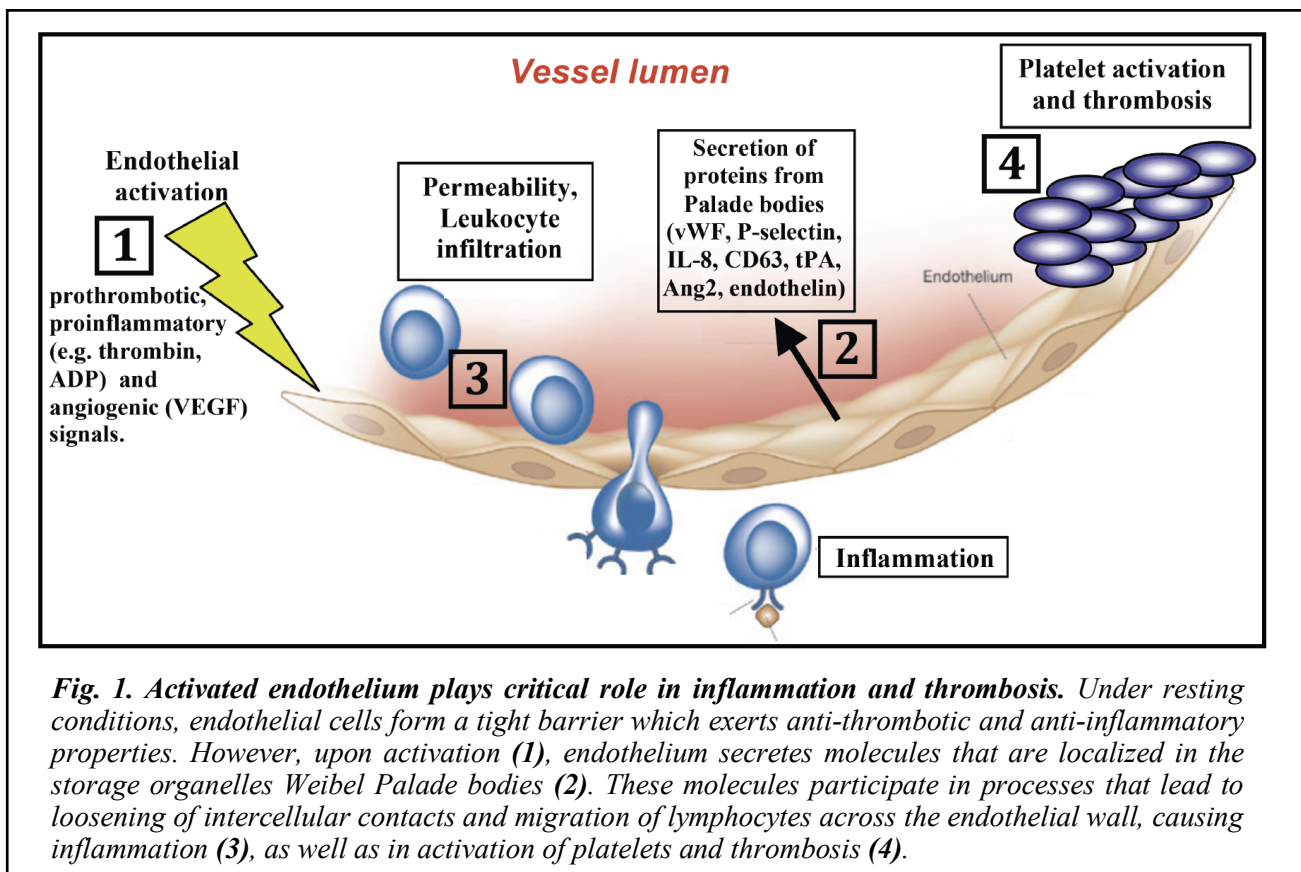 Vessel lumen
Endothelial
activation
1
prothrombotic,
proinflammatory
(e.g. thrombin,
ADP) and
angiogenic (VEGF)
signals.
Permeability,
Leukocyte
infiltration
3
Secretion of
proteins from
Palade bodies
(vWF, P-selectin,
IL-8, CD63, tPA,
Ang2, endothelin)
2
Platelet activation
and thrombosis
4
Endothelium
Inflammation
Fig. 1. Activated endothelium plays critical role in inflammation and thrombosis. Under resting
conditions, endothelial cells form a tight barrier which exerts anti-thrombotic and anti-inflammatory
properties. However, upon activation (1), endothelium secretes molecules that are localized in the
storage organelles Weibel Palade bodies (2). These molecules participate in processes that lead to
loosening of intercellular contacts and migration of lymphocytes across the endothelial wall, causing
inflammation (3), as well as in activation of platelets and thrombosis (4).